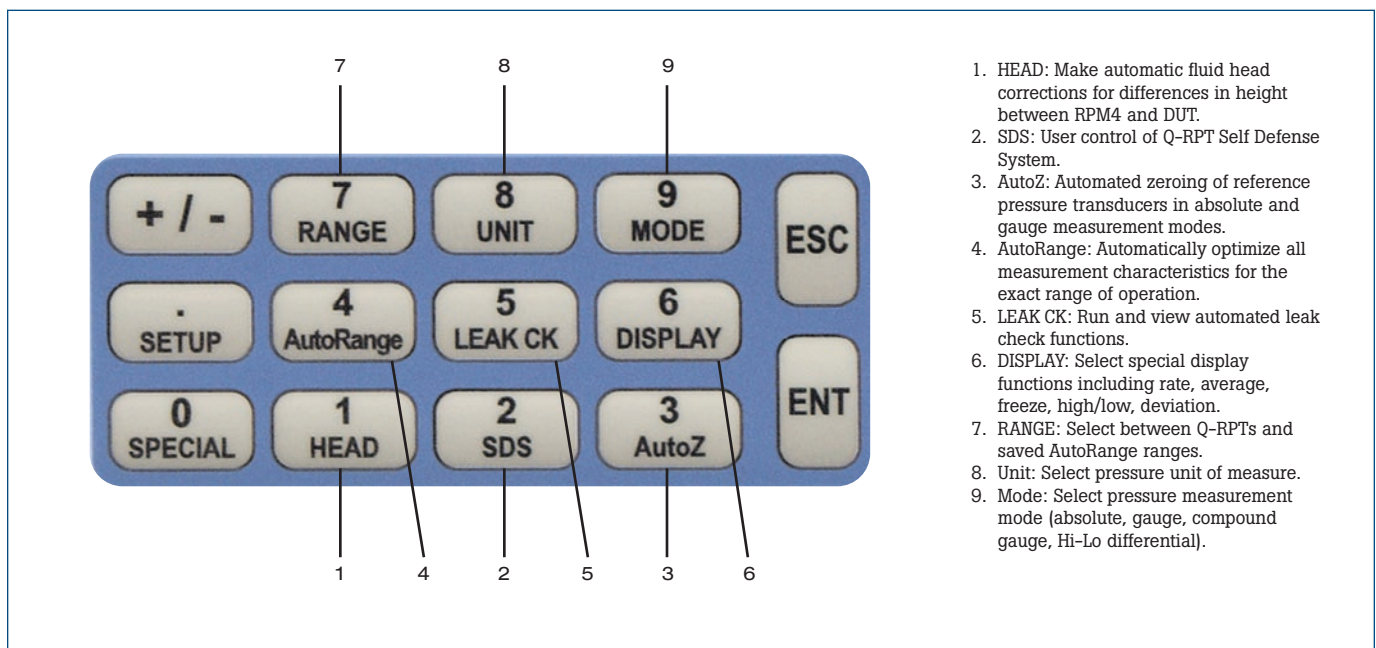 7 8 9
+ / - 7 8 9 ESC
RANGE UNIT MODE
. 4 5 6
SETUP AutoRange LEAK CK DISPLAY
0 1 2 3 ENT
SPECIAL HEAD SDS AutoZ
1 4 2 5 3 6
1. HEAD: Make automatic fluid head
corrections for differences in height
between RPM4 and DUT.
2. SDS: User control of Q-RPT Self Defense
System.
3. AutoZ: Automated zeroing of reference
pressure transducers in absolute and
gauge measurement modes.
4. AutoRange: Automatically optimize all
measurement characteristics for the
exact range of operation.
5. LEAK CK: Run and view automated leak
check functions.
6. DISPLAY: Select special display
functions including rate, average,
freeze, high/low, deviation.
7. RANGE: Select between Q-RPTs and
saved AutoRange ranges.
8. Unit: Select pressure unit of measure.
9. Mode: Select pressure measurement
mode (absolute, gauge, compound
gauge, Hi-Lo differential).